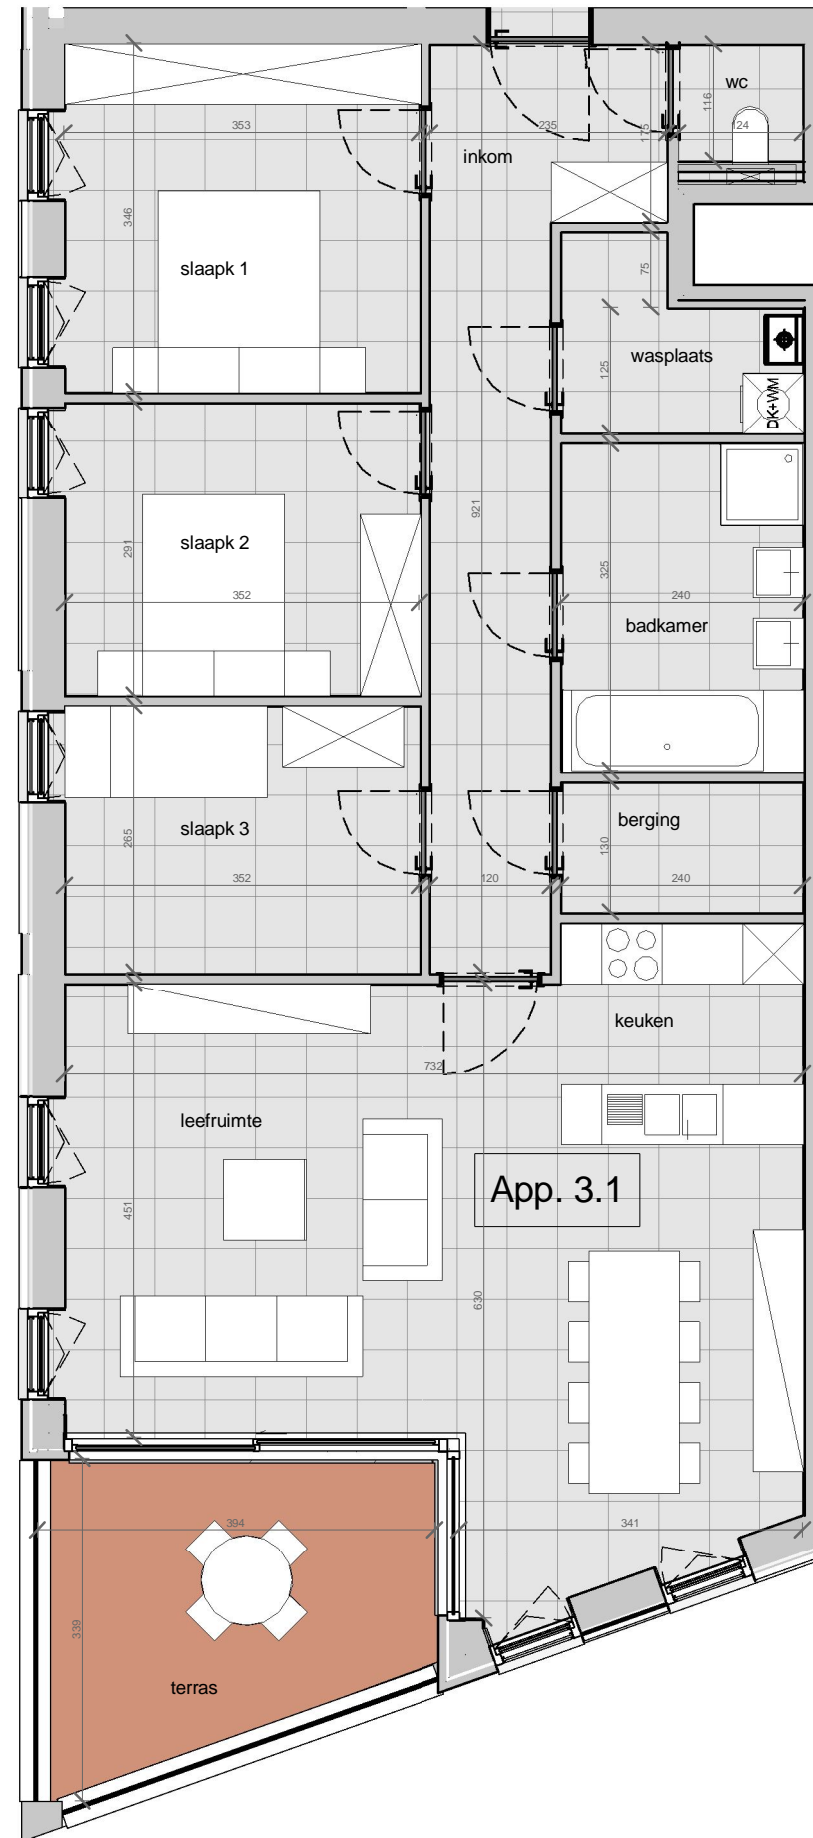 wc
116
353
235
175
124
inkom
346
slaapk 1
75
wasplaats
125
DK+WM
921
slaapk 2
291
325
352
240
badkamer
berging
slaapk 3
265
130
352
120
240
keuken
732
leefruimte
App. 3.1
451
630
394
341
339
terras